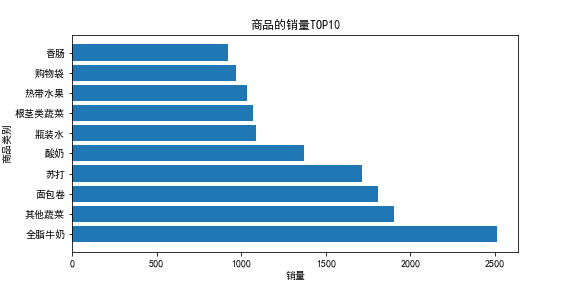 商品的销量TOP10
香肠
购物袋
热带水果
根茎类蔬菜
瓶装水
酸奶
苏打
面包卷
其他蔬菜
全脂牛奶
商品类别
0 500 1000 1500 2000 2500
销量